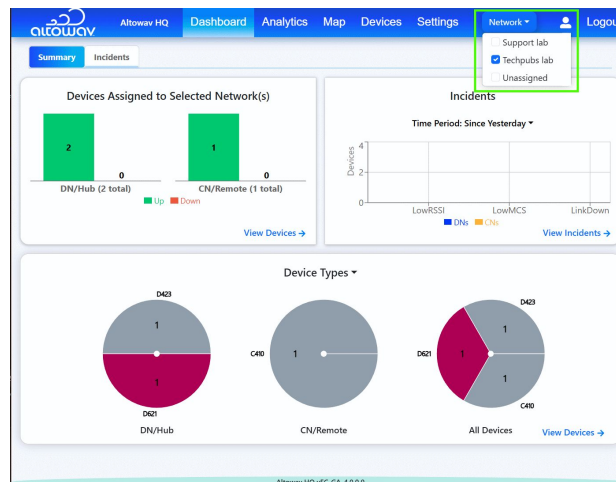 altowav Altowav HQ Dashboard Analytics Map Devices Settings Network Logout
Support lab
Techpubs lab
Unassigned
Summary Incidents
Devices Assigned to Selected Network(s)
2
0
1
0
DN/Hub (2 total) CN/Remote (1 total)
Up Down
View Devices →
Incidents
Time Period: Since Yesterday
Devices
4
2
0
LowRSSI LowMCS LinkDown
DNs CNs
View Incidents →
Device Types
D423
1
1
D621
DN/Hub
C410
1
CN/Remote
D423
1
D621
1
1
C410
All Devices
View Devices →